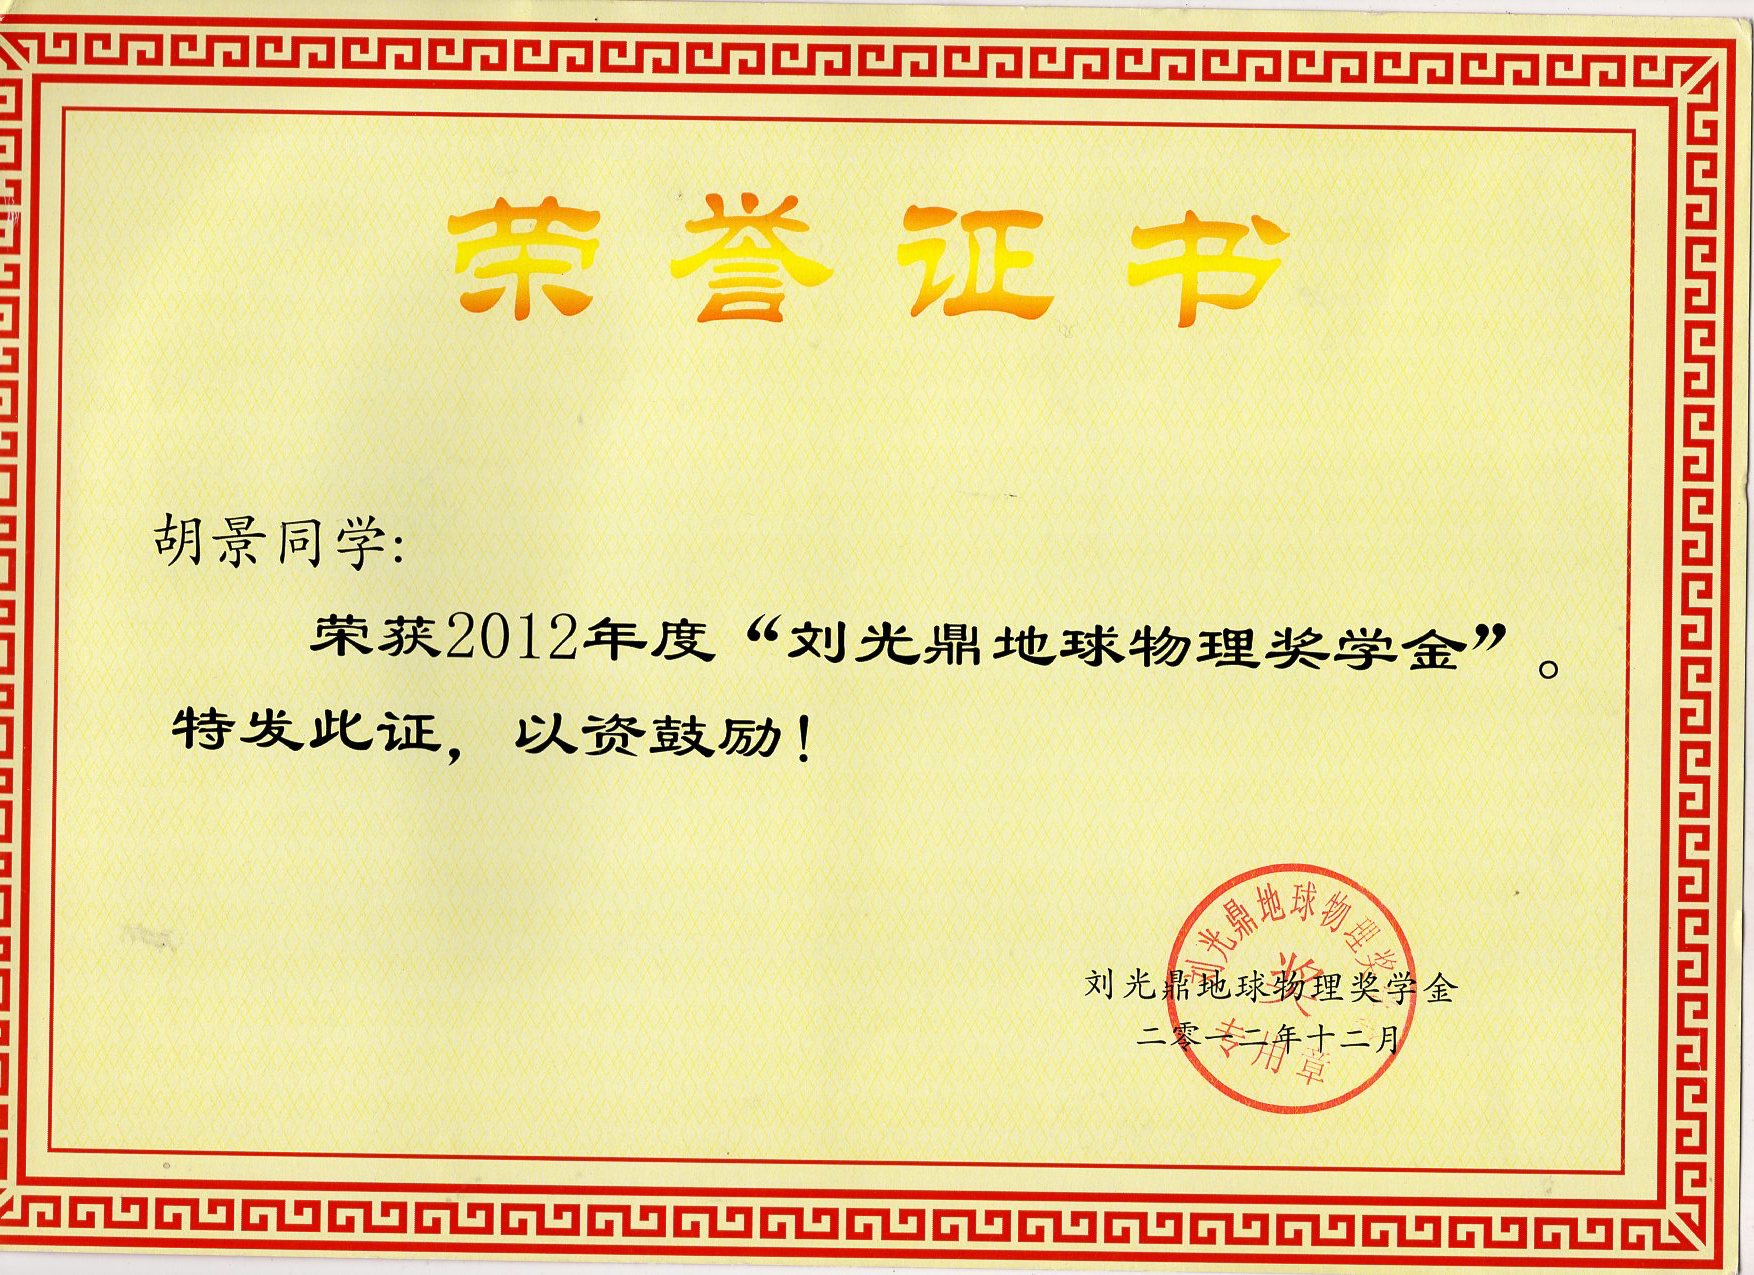 荣誉证书
胡景同学:
荣获2012年度“刘光鼎地球物理奖学金”。
特发此证，以资鼓励！
刘光鼎地球物理奖
奖
专用章
刘光鼎地球物理奖学金
二零一二年十二月